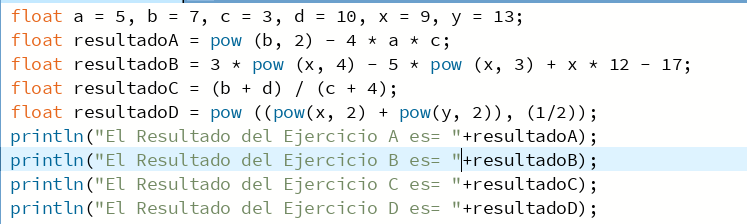 float a = 5, b = 7, c = 3, d = 10, x = 9, y = 13;
float resultadoA = pow (b, 2) - 4 * a * c;
float resultadoB = 3 * pow (x, 4) - 5 * pow (x, 3) + x * 12 - 17;
float resultadoC = (b + d) / (c + 4);
float resultadoD = pow ((pow(x, 2) + pow(y, 2)), (1/2));
println("El Resultado del Ejercicio A es= "+resultadoA);
println("El Resultado del Ejercicio B es= "+resultadoB);
println("El Resultado del Ejercicio C es= "+resultadoC);
println("El Resultado del Ejercicio D es= "+resultadoD);